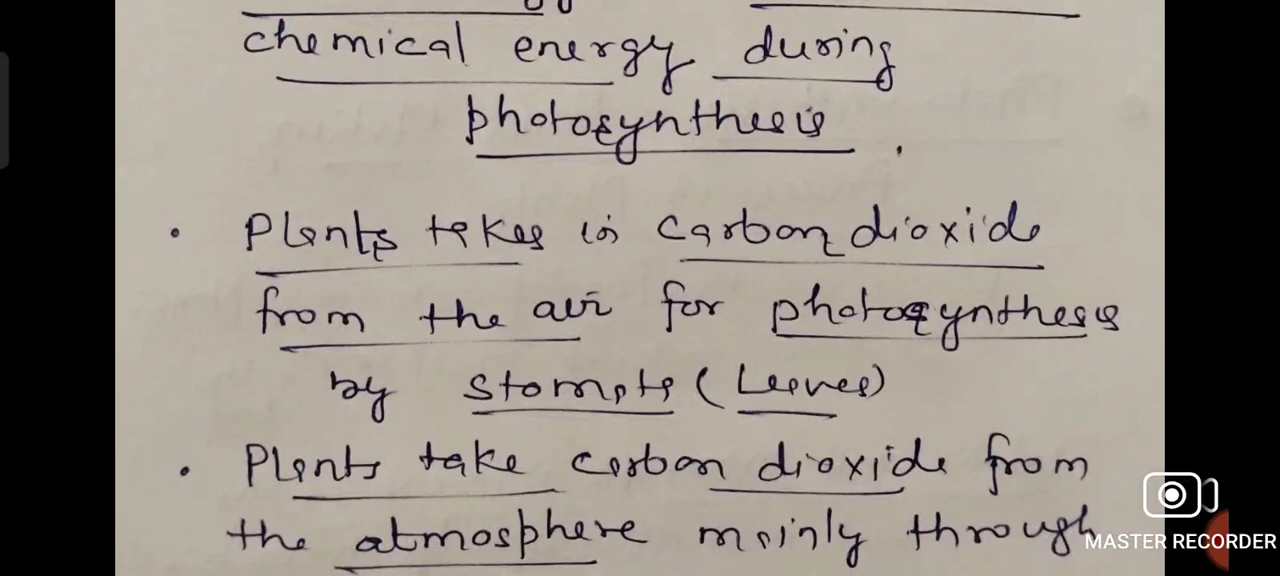 chemical energy during
photosynthesis.
• Plants takes in carbon dioxide
from the air for photosynthesis
by stomata (Leaves)
• Plants take carbon dioxide from
the atmosphere mainly through
MASTER RECORDER